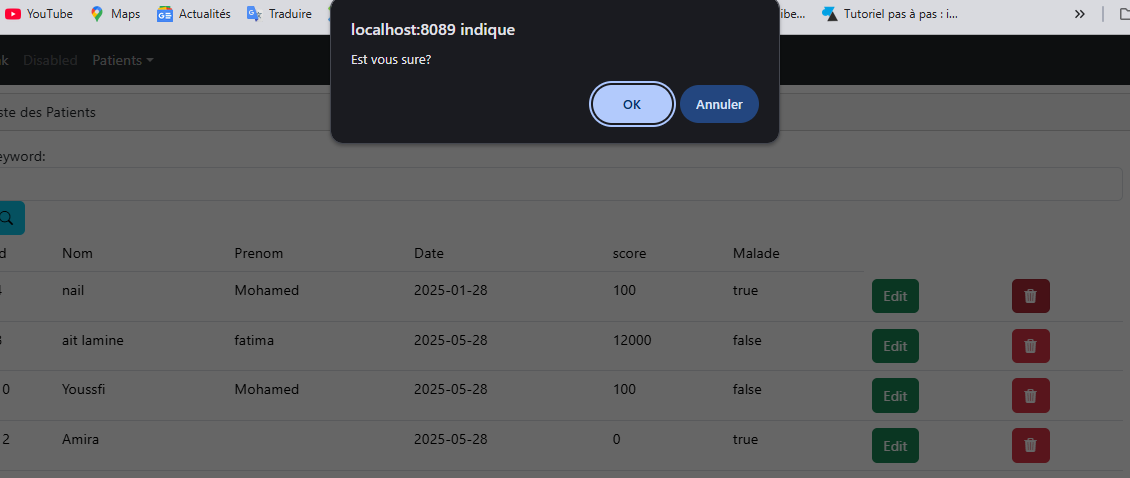 YouTube Maps Actualités Traduire Tutoriel pas à pas : i...
localhost:8089 indique
Est vous sure?
OK Annuler
Disabled Patients
ste des Patients
eyword:
d Nom Prenom Date score Malade
nail Mohamed 2025-01-28 100 true Edit
ait lamine fatima 2025-05-28 12000 false Edit
0 Youssfi Mohamed 2025-05-28 100 false Edit
2 Amira 2025-05-28 0 true Edit